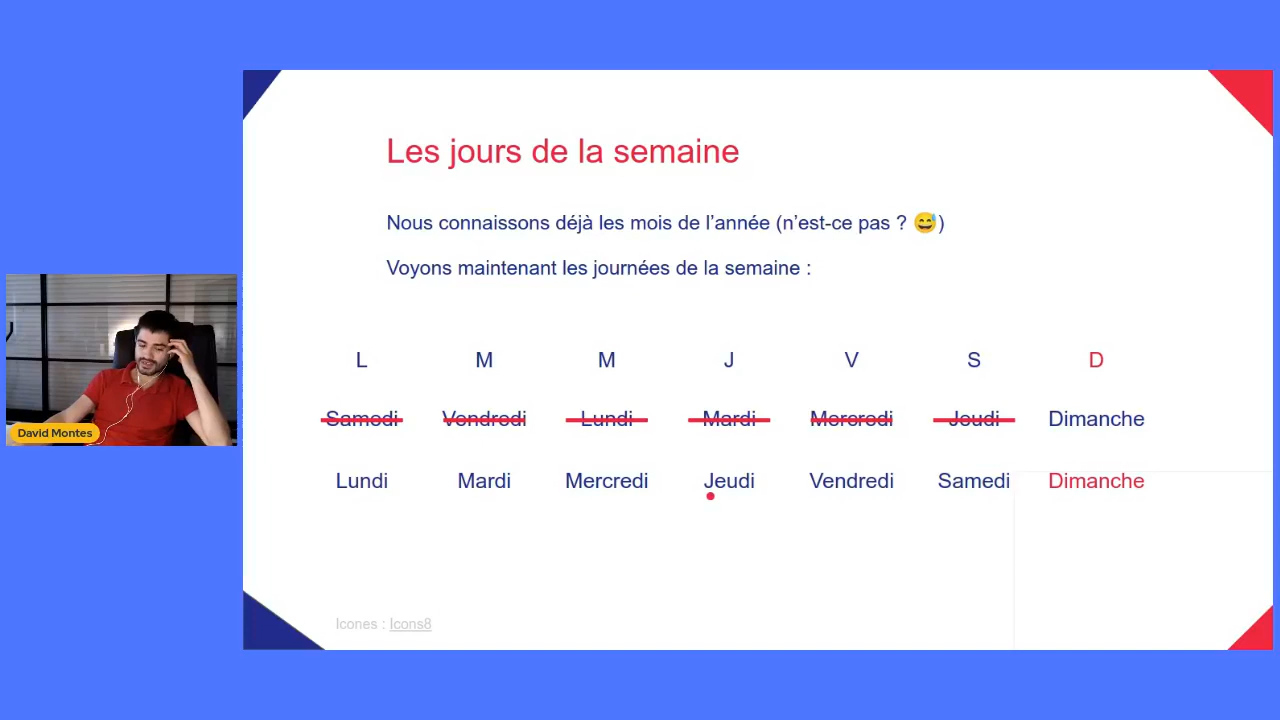 Les jours de la semaine
Nous connaissons déjà les mois de l’année (n’est-ce pas ? 😅)
Voyons maintenant les journées de la semaine :
L M M J V S D
Samedi Vendredi Lundi Mardi Mercredi Jeudi Dimanche
Lundi Mardi Mercredi Jeudi Vendredi Samedi Dimanche
David Montes
Icones : Icons8